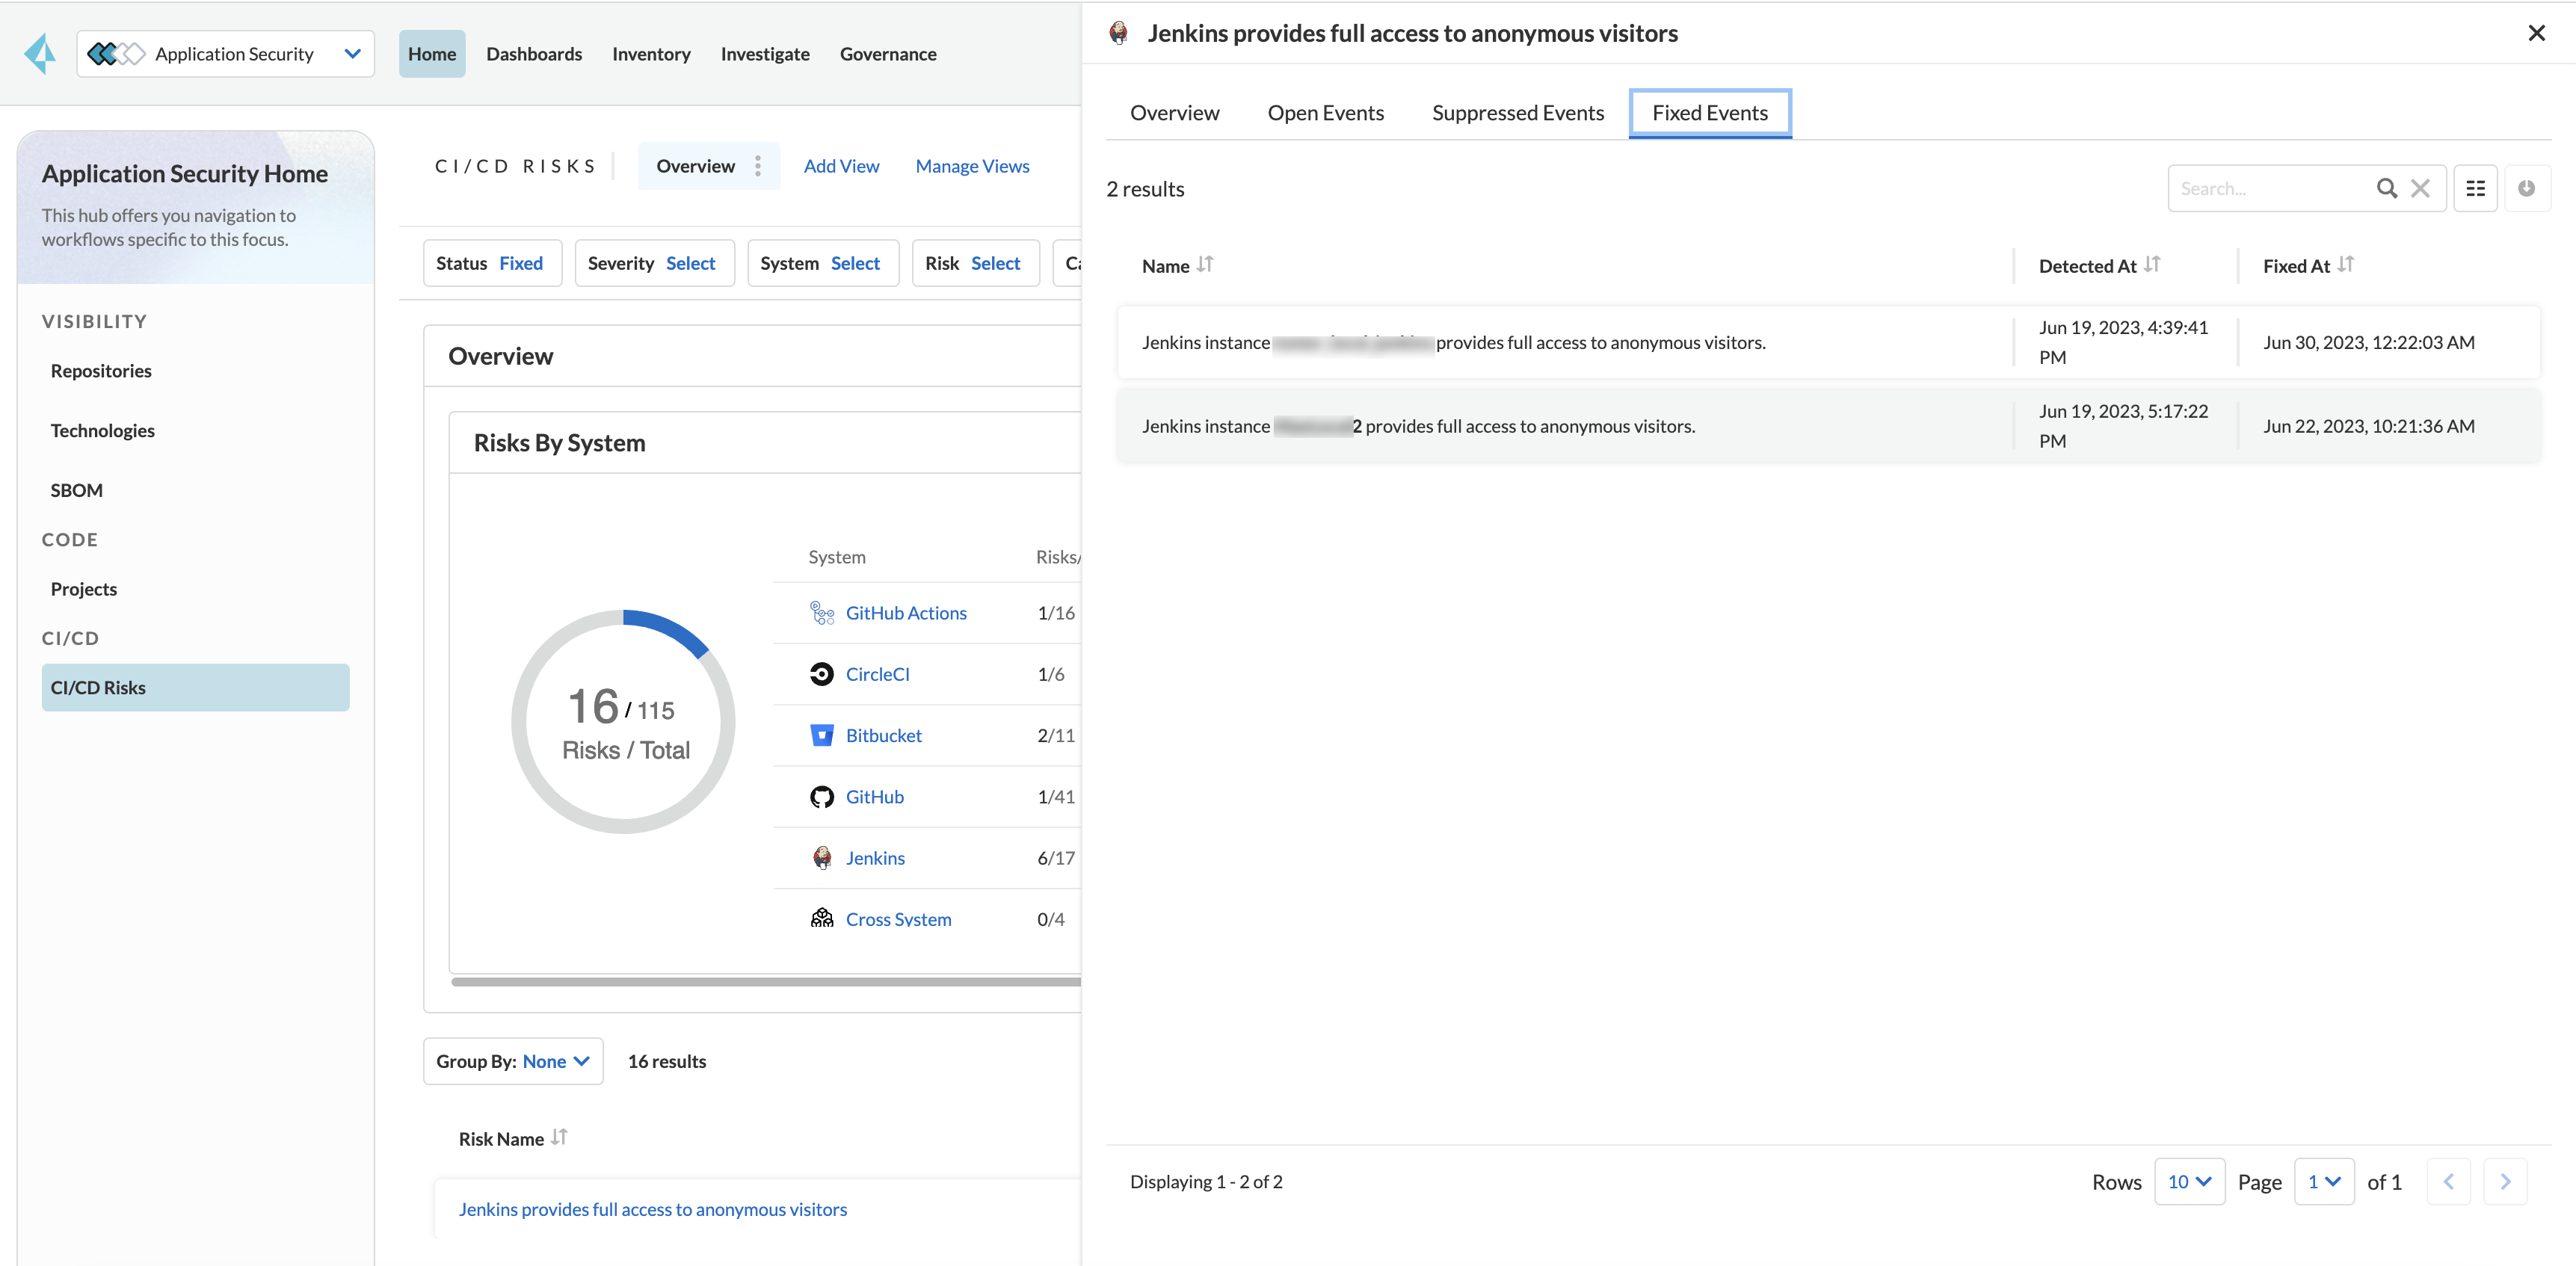 Application Security
Home
Dashboards
Inventory
Investigate
Governance
Application Security Home
This hub offers you navigation to
workflows specific to this focus.
VISIBILITY
Repositories
Technologies
SBOM
CODE
Projects
CI/CD
CI/CD Risks
CI/CD RISKS
Overview
Add View
Manage Views
Status Fixed
Severity Select
System Select
Risk Select
Overview
Risks By System
16 / 115
Risks / Total
System Risks/
GitHub Actions 1/16
CircleCI 1/6
Bitbucket 2/11
GitHub 1/41
Jenkins 6/17
Cross System 0/4
Group By: None
16 results
Risk Name
Jenkins provides full access to anonymous visitors
Jenkins provides full access to anonymous visitors
Overview
Open Events
Suppressed Events
Fixed Events
2 results
Search...
Name
Detected At
Fixed At
Jenkins instance provides full access to anonymous visitors.
Jun 19, 2023, 4:39:41
PM
Jun 30, 2023, 12:22:03 AM
Jenkins instance 2 provides full access to anonymous visitors.
Jun 19, 2023, 5:17:22
PM
Jun 22, 2023, 10:21:36 AM
Displaying 1 - 2 of 2
Rows 10 Page 1 of 1